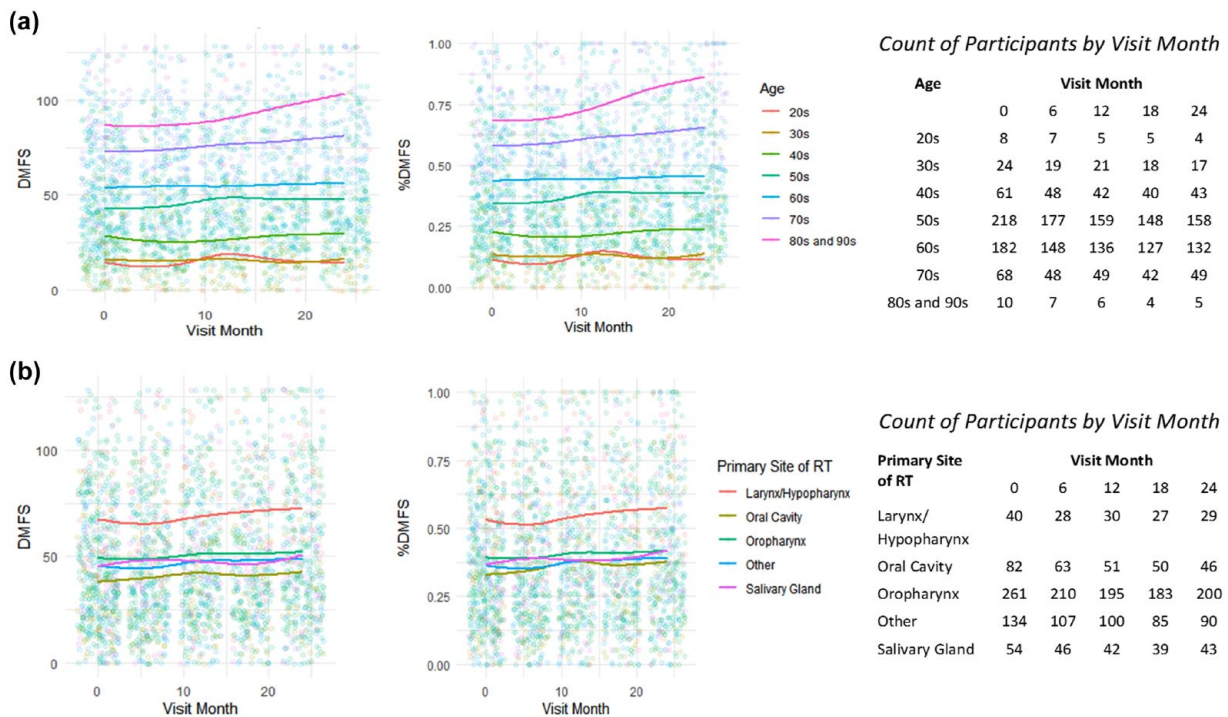 (a)
100
50
0
DMFS
0
10
20
Visit Month
1.00
0.75
0.50
0.25
0.00
%DMFS
0
10
20
Visit Month
Age
20s
30s
40s
50s
60s
70s
80s and 90s
Count of Participants by Visit Month
Age Visit Month
0 6 12 18 24
20s 8 7 5 5 4
30s 24 19 21 18 17
40s 61 48 42 40 43
50s 218 177 159 148 158
60s 182 148 136 127 132
70s 68 48 49 42 49
80s and 90s 10 7 6 4 5
(b)
100
50
0
DMFS
0
10
20
Visit Month
1.00
0.75
0.50
0.25
0.00
%DMFS
0
10
20
Visit Month
Primary Site of RT
Larynx/Hypopharynx
Oral Cavity
Oropharynx
Other
Salivary Gland
Count of Participants by Visit Month
Primary Site Visit Month
of RT 0 6 12 18 24
Larynx/ 40 28 30 27 29
Hypopharynx
Oral Cavity 82 63 51 50 46
Oropharynx 261 210 195 183 200
Other 134 107 100 85 90
Salivary Gland 54 46 42 39 43